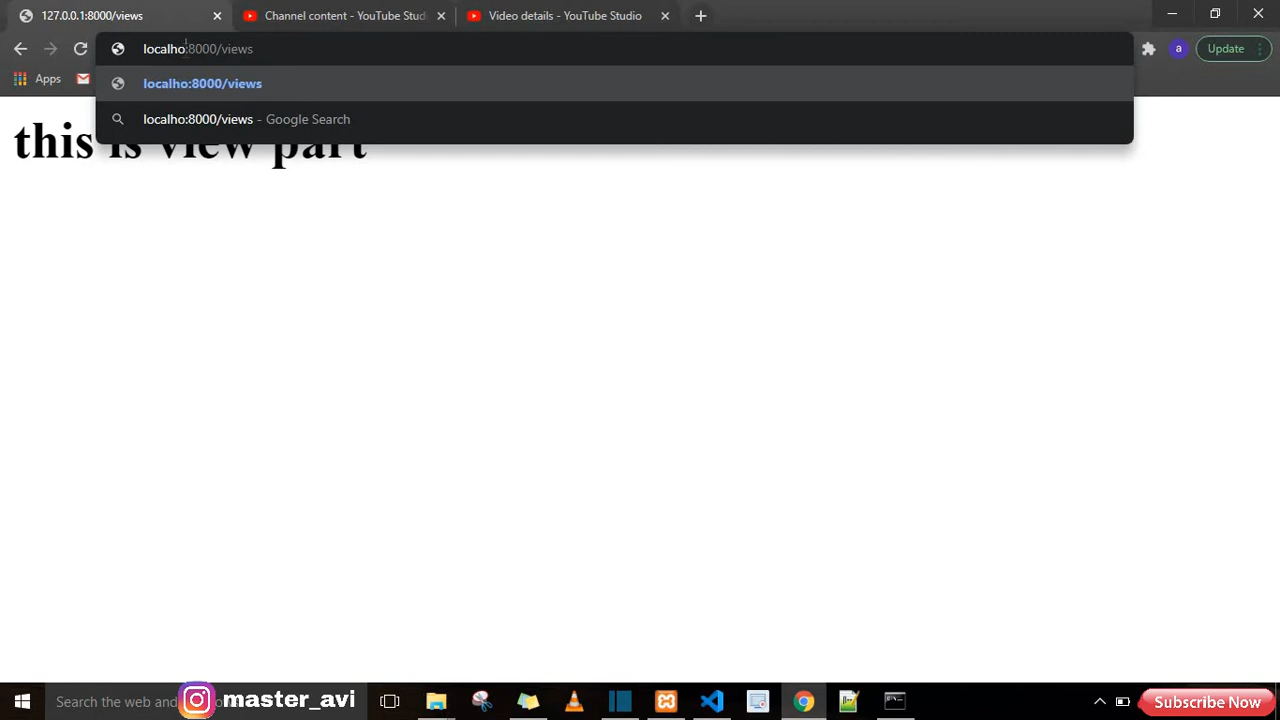 127.0.0.1:8000/views
Channel content - YouTube Stud
Video details - YouTube Studio
localho:8000/views
a
Update
Apps
localho:8000/views
localho:8000/views - Google Search
this is view part
Search the web and
master_avi
Subscribe Now